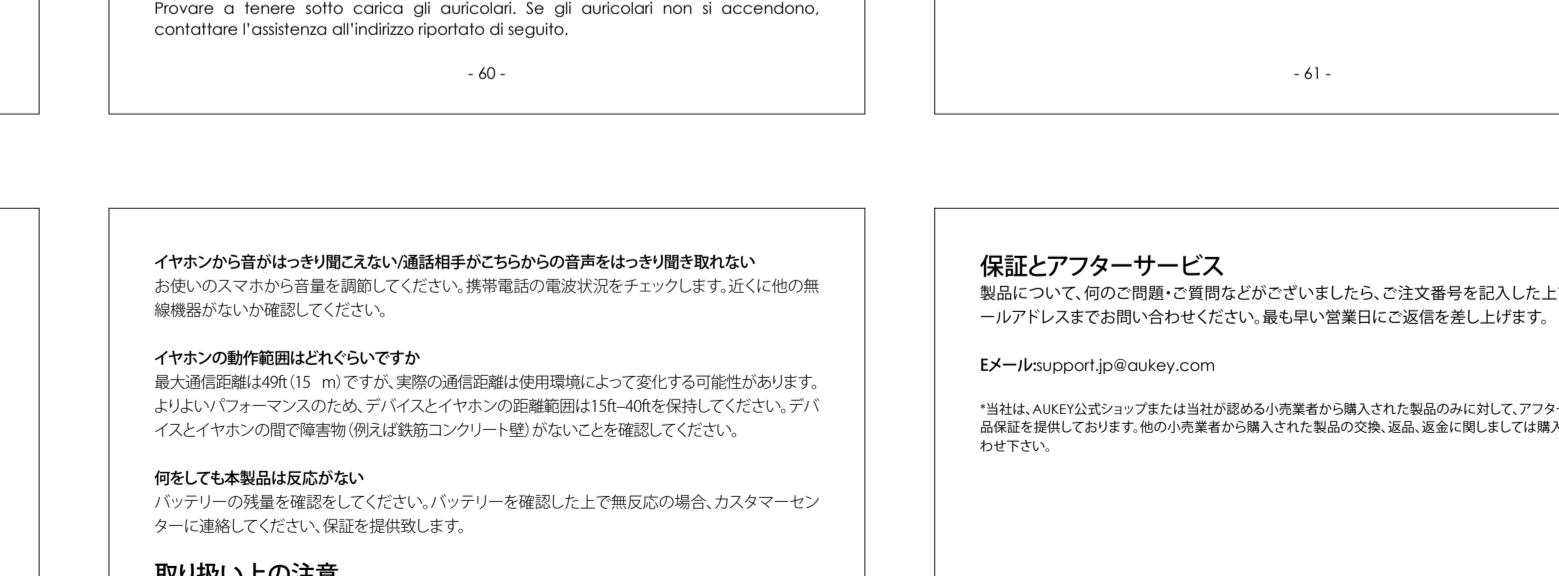 Provare a tenere sotto carica gli auricolari. Se gli auricolari non si accendono,
contattare l'assistenza all'indirizzo riportato di seguito.
- 60 -
- 61 -
イヤホンから音がはっきり聞こえない/通話相手がこちらからの音声をはっきり聞き取れない
お使いのスマホから音量を調節してください。携帯電話の電波状況をチェックします。近くに他の無
線機器がないか確認してください。
イヤホンの動作範囲はどれぐらいですか
最大通信距離は49ft（15 m）ですが、実際の通信距離は使用環境によって変化する可能性があります。
よりよいパフォーマンスのため、デバイスとイヤホンの距離範囲は15ft–40ftを保持してください。デバ
イスとイヤホンの間で障害物（例えば鉄筋コンクリート壁）がないことを確認してください。
何をしても本製品は反応がない
バッテリーの残量を確認をしてください。バッテリーを確認した上で無反応の場合、カスタマーセン
ターに連絡してください、保証を提供致します。
取り扱い上の注意
保証とアフターサービス
製品について、何のご問題・ご質問などがございましたら、ご注文番号を記入した上
ールアドレスまでお問い合わせください。最も早い営業日にご返信を差し上げます。
Eメール:support.jp@aukey.com
*当社は、AUKEY公式ショップまたは当社が認める小売業者から購入された製品のみに対して、アフター
品保証を提供しております。他の小売業者から購入された製品の交換、返品、返金に関しましては購入
わせ下さい。